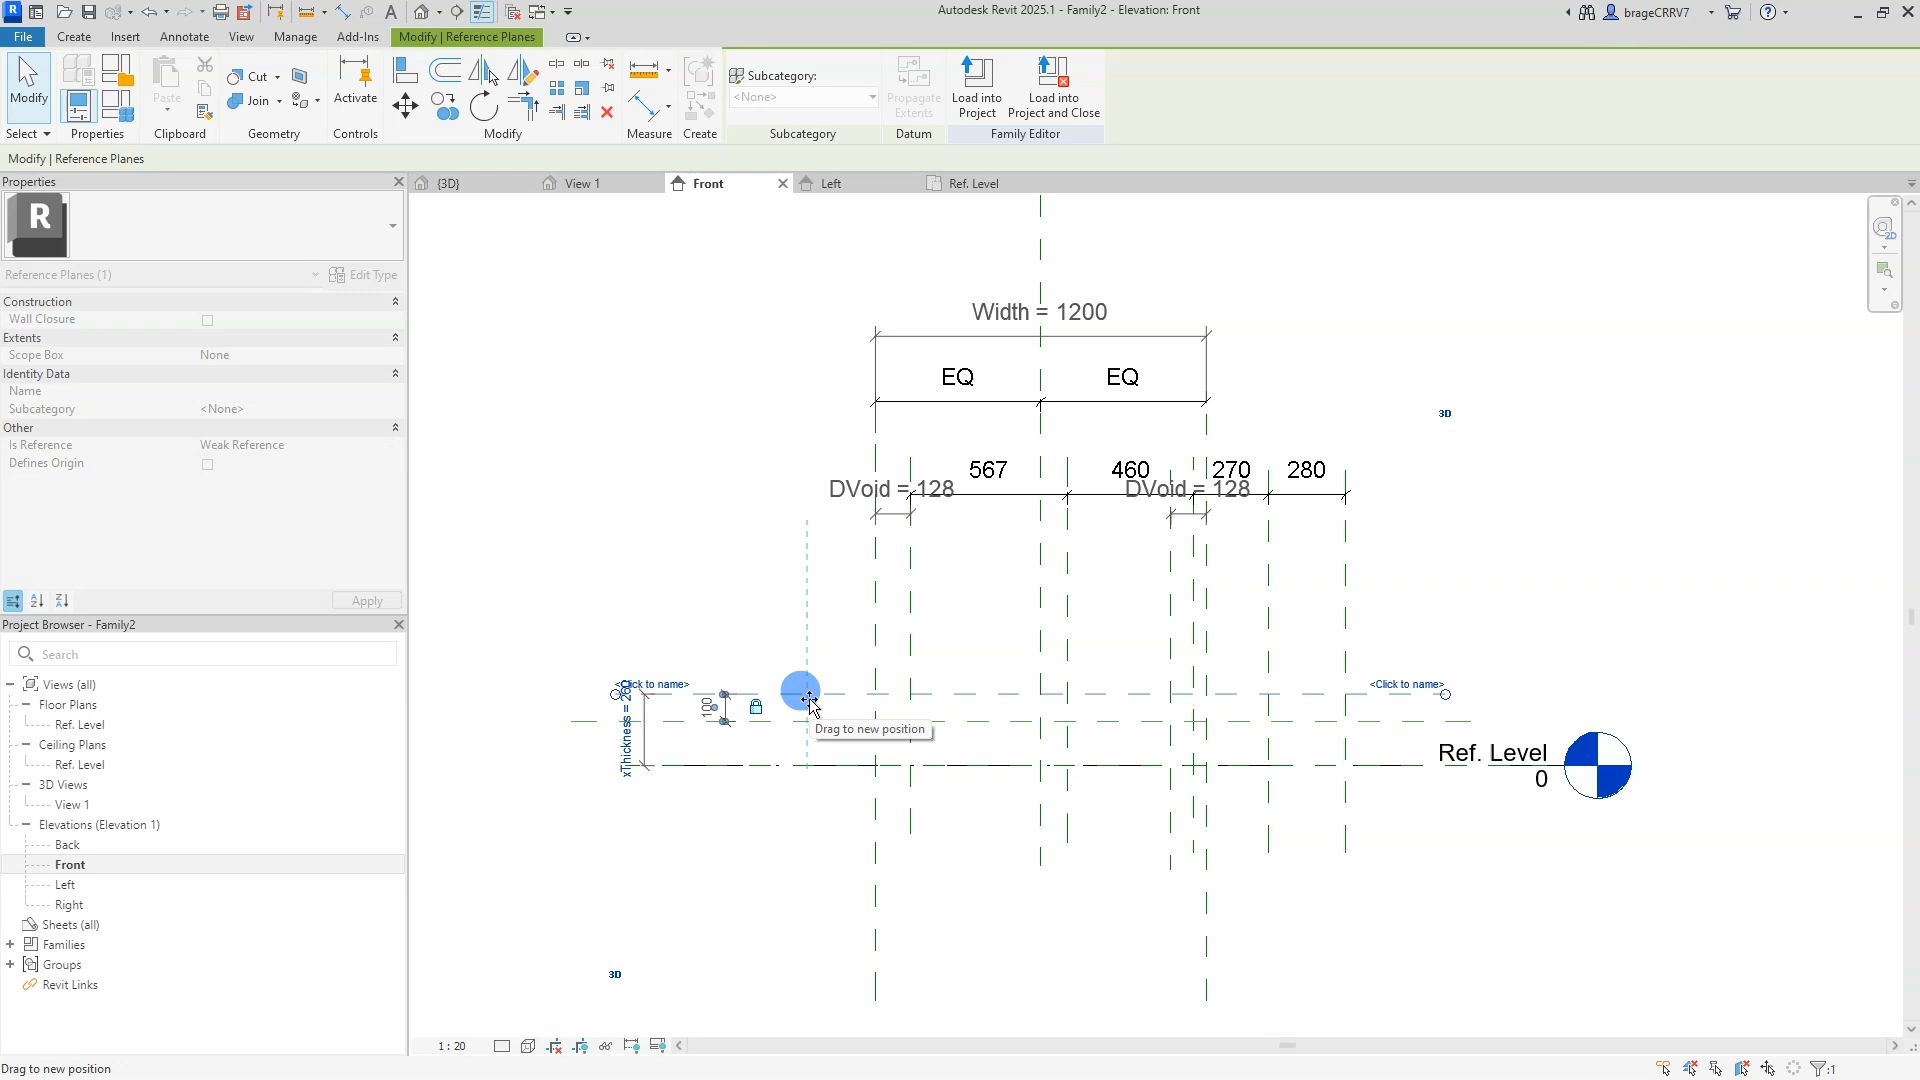 Autodesk Revit 2025.1 - Family2 - Elevation: Front
brageCRRV7
File
Create
Insert
Annotate
View
Manage
Add-Ins
Modify | Reference Planes
Modify
Select
Properties
Paste
Clipboard
Cut
Join
Geometry
Activate
Controls
Modify
Measure
Create
Subcategory:
<None>
Subcategory
Propagate
Extents
Datum
Load into
Project
Load into
Project and Close
Family Editor
Modify | Reference Planes
Properties
R
Reference Planes (1)
Edit Type
Construction
Wall Closure
Extents
Scope Box None
Identity Data
Name
Subcategory <None>
Other
Is Reference Weak Reference
Defines Origin
Apply
Project Browser - Family2
Search
Views (all)
Floor Plans
Ref. Level
Ceiling Plans
Ref. Level
3D Views
View 1
Elevations (Elevation 1)
Back
Front
Left
Right
Sheets (all)
Families
Groups
Revit Links
Drag to new position
{3D}
View 1
Front
Left
Ref. Level
2D
Width = 1200
EQ EQ
3D
567 460 270 280
DVoid = 128 DVoid = 128
<Click to name> <Click to name>
100
Drag to new position
Ref. Level
0
3D
1 : 20
:1